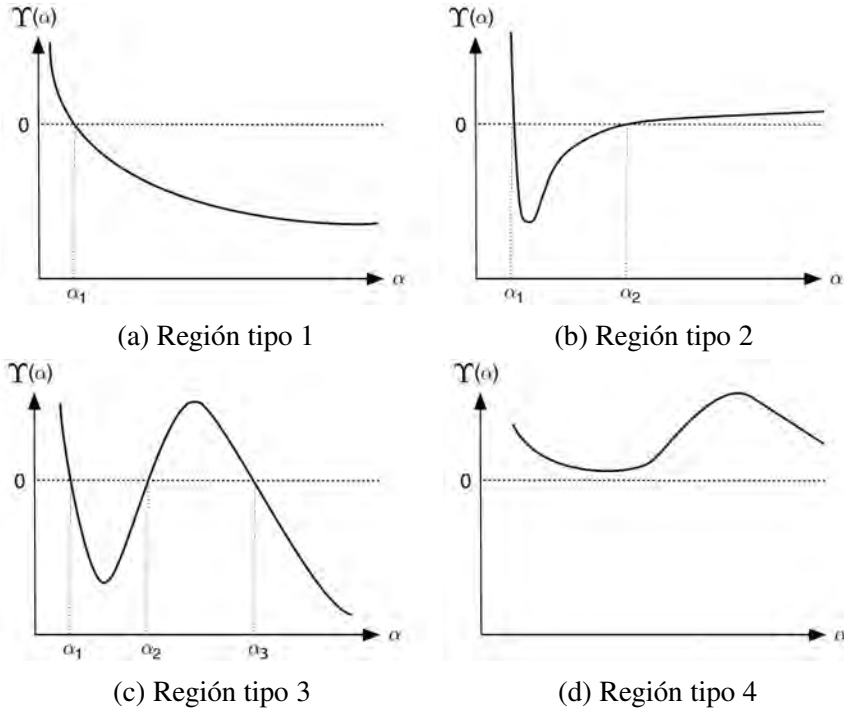 ϒ(α)
0
α₁
α
(a) Región tipo 1
ϒ(α)
0
α₁
α₂
α
(b) Región tipo 2
ϒ(α)
0
α₁
α₂
α₃
α
(c) Región tipo 3
ϒ(α)
0
α
(d) Región tipo 4